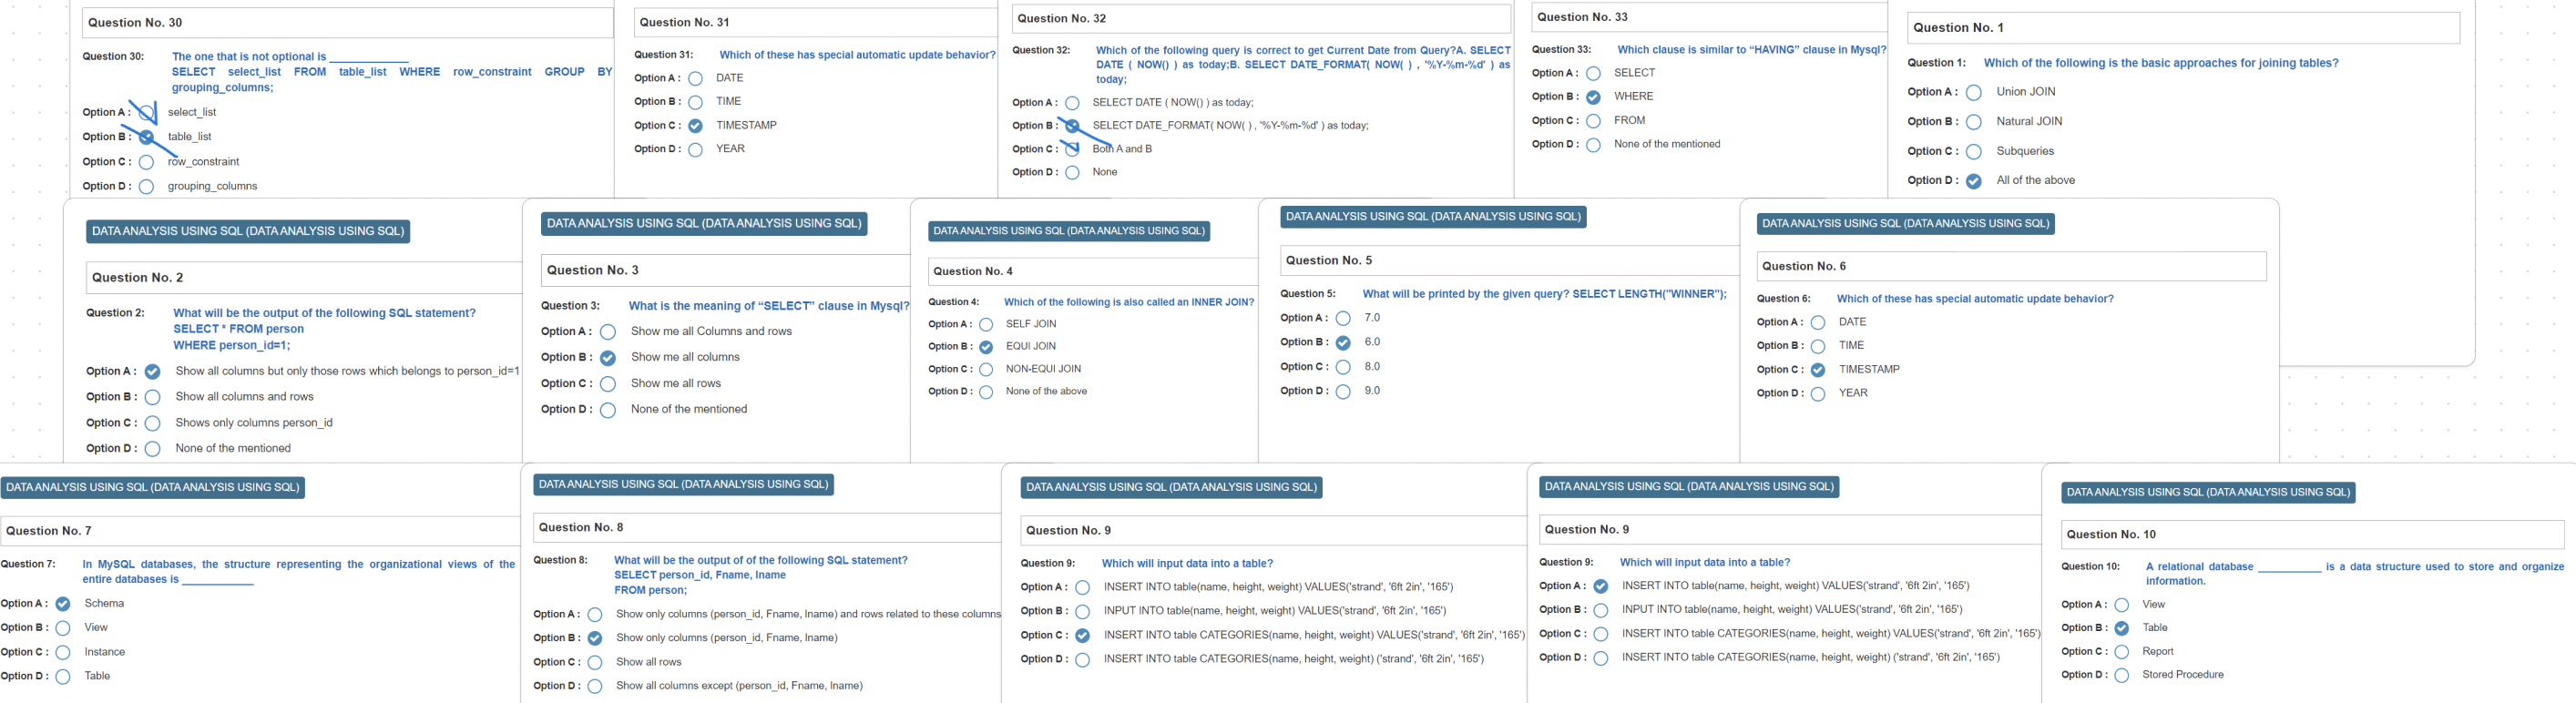 Question No. 30
Question 30: The one that is not optional is _____________
SELECT select_list FROM table_list WHERE row_constraint GROUP BY
grouping_columns;
Option A : select_list
Option B : table_list
Option C : row_constraint
Option D : grouping_columns
Question No. 31
Question 31: Which of these has special automatic update behavior?
Option A : DATE
Option B : TIME
Option C : TIMESTAMP
Option D : YEAR
Question No. 32
Question 32: Which of the following query is correct to get Current Date from Query?A. SELECT
DATE ( NOW() ) as today;B. SELECT DATE_FORMAT( NOW( ) , '%Y-%m-%d' ) as
today;
Option A : SELECT DATE ( NOW() ) as today;
Option B : SELECT DATE_FORMAT( NOW( ) , '%Y-%m-%d' ) as today;
Option C : Both A and B
Option D : None
Question No. 33
Question 33: Which clause is similar to “HAVING” clause in Mysql?
Option A : SELECT
Option B : WHERE
Option C : FROM
Option D : None of the mentioned
Question No. 1
Question 1: Which of the following is the basic approaches for joining tables?
Option A : Union JOIN
Option B : Natural JOIN
Option C : Subqueries
Option D : All of the above
DATA ANALYSIS USING SQL (DATA ANALYSIS USING SQL)
Question No. 2
Question 2: What will be the output of the following SQL statement?
SELECT * FROM person
WHERE person_id=1;
Option A : Show all columns but only those rows which belongs to person_id=1
Option B : Show all columns and rows
Option C : Shows only columns person_id
Option D : None of the mentioned
DATA ANALYSIS USING SQL (DATA ANALYSIS USING SQL)
Question No. 3
Question 3: What is the meaning of “SELECT” clause in Mysql?
Option A : Show me all Columns and rows
Option B : Show me all columns
Option C : Show me all rows
Option D : None of the mentioned
DATA ANALYSIS USING SQL (DATA ANALYSIS USING SQL)
Question No. 4
Question 4: Which of the following is also called an INNER JOIN?
Option A : SELF JOIN
Option B : EQUI JOIN
Option C : NON-EQUI JOIN
Option D : None of the above
DATA ANALYSIS USING SQL (DATA ANALYSIS USING SQL)
Question No. 5
Question 5: What will be printed by the given query? SELECT LENGTH("WINNER");
Option A : 7.0
Option B : 6.0
Option C : 8.0
Option D : 9.0
DATA ANALYSIS USING SQL (DATA ANALYSIS USING SQL)
Question No. 6
Question 6: Which of these has special automatic update behavior?
Option A : DATE
Option B : TIME
Option C : TIMESTAMP
Option D : YEAR
DATA ANALYSIS USING SQL (DATA ANALYSIS USING SQL)
Question No. 7
Question 7: In MySQL databases, the structure representing the organizational views of the
entire databases is ____________
Option A : Schema
Option B : View
Option C : Instance
Option D : Table
DATA ANALYSIS USING SQL (DATA ANALYSIS USING SQL)
Question No. 8
Question 8: What will be the output of of the following SQL statement?
SELECT person_id, Fname, lname
FROM person;
Option A : Show only columns (person_id, Fname, lname) and rows related to these columns
Option B : Show only columns (person_id, Fname, lname)
Option C : Show all rows
Option D : Show all columns except (person_id, Fname, lname)
DATA ANALYSIS USING SQL (DATA ANALYSIS USING SQL)
Question No. 9
Question 9: Which will input data into a table?
Option A : INSERT INTO table(name, height, weight) VALUES('strand', '6ft 2in', '165')
Option B : INPUT INTO table(name, height, weight) VALUES('strand', '6ft 2in', '165')
Option C : INSERT INTO table CATEGORIES(name, height, weight) VALUES('strand', '6ft 2in', '165')
Option D : INSERT INTO table CATEGORIES(name, height, weight) ('strand', '6ft 2in', '165')
DATA ANALYSIS USING SQL (DATA ANALYSIS USING SQL)
Question No. 9
Question 9: Which will input data into a table?
Option A : INSERT INTO table(name, height, weight) VALUES('strand', '6ft 2in', '165')
Option B : INPUT INTO table(name, height, weight) VALUES('strand', '6ft 2in', '165')
Option C : INSERT INTO table CATEGORIES(name, height, weight) VALUES('strand', '6ft 2in', '165')
Option D : INSERT INTO table CATEGORIES(name, height, weight) ('strand', '6ft 2in', '165')
DATA ANALYSIS USING SQL (DATA ANALYSIS USING SQL)
Question No. 10
Question 10: A relational database ___________ is a data structure used to store and organize
information.
Option A : View
Option B : Table
Option C : Report
Option D : Stored Procedure